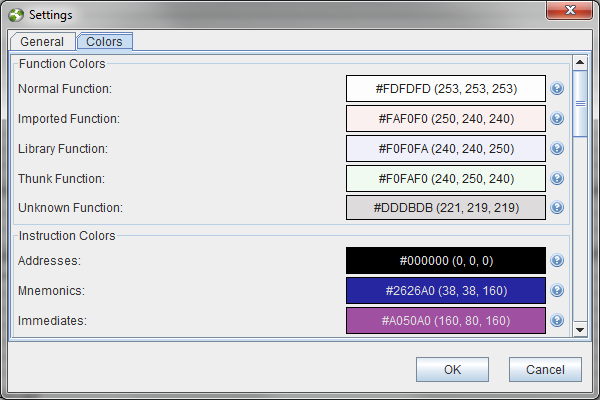 Settings
General Colors
Function Colors
Normal Function: #FDFDFD (253, 253, 253)
Imported Function: #FAF0F0 (250, 240, 240)
Library Function: #F0F0FA (240, 240, 250)
Thunk Function: #F0FAF0 (240, 250, 240)
Unknown Function: #DDDBDB (221, 219, 219)
Instruction Colors
Addresses: #000000 (0, 0, 0)
Mnemonics: #2626A0 (38, 38, 160)
Immediates: #A050A0 (160, 80, 160)
OK Cancel